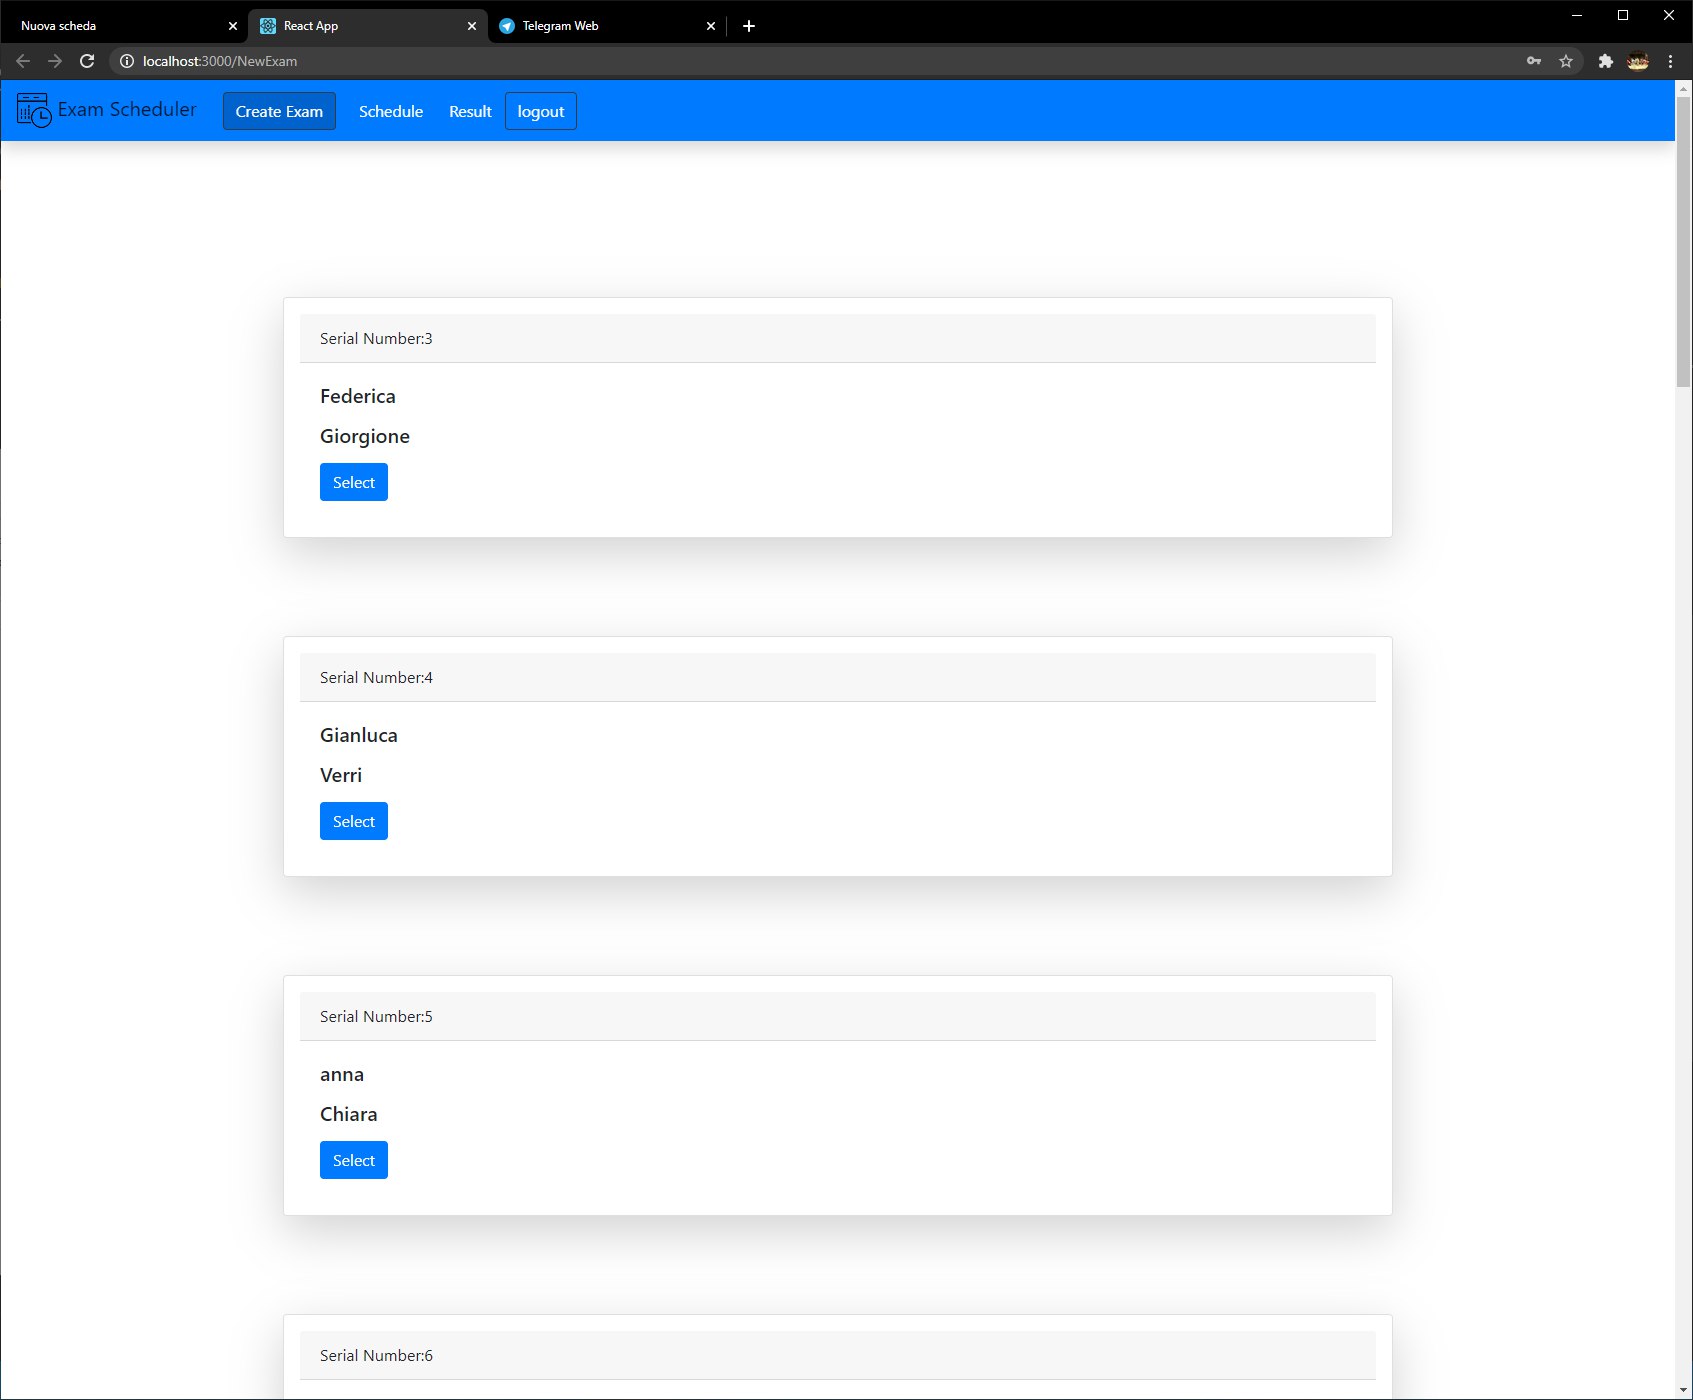 Nuova scheda
React App
Telegram Web
localhost:3000/NewExam
Exam Scheduler
Create Exam
Schedule
Result
logout
Serial Number:3
Federica
Giorgione
Select
Serial Number:4
Gianluca
Verri
Select
Serial Number:5
anna
Chiara
Select
Serial Number:6